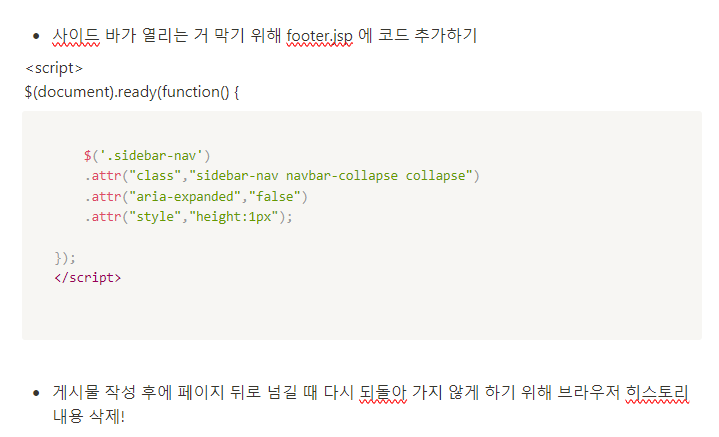 • 사이드 바가 열리는 거 막기 위해 footer.jsp 에 코드 추가하기
<script>
$(document).ready(function() {
$('.sidebar-nav')
.attr("class","sidebar-nav navbar-collapse collapse")
.attr("aria-expanded","false")
.attr("style","height:1px");
});
</script>
• 게시물 작성 후에 페이지 뒤로 넘길 때 다시 되돌아 가지 않게 하기 위해 브라우저 히스토리
내용 삭제!